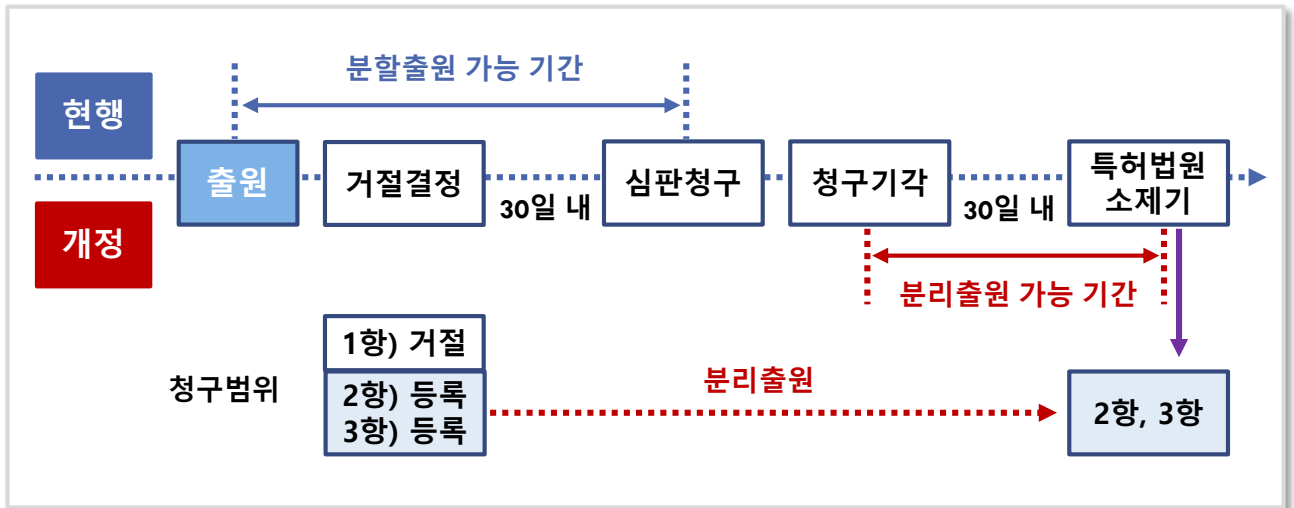 분할출원 가능 기간
현행
출원
거절결정
30일 내
심판청구
청구기각
30일 내
특허법원
소제기
개정
분리출원 가능 기간
청구범위
1항) 거절
2항) 등록
3항) 등록
분리출원
2항, 3항